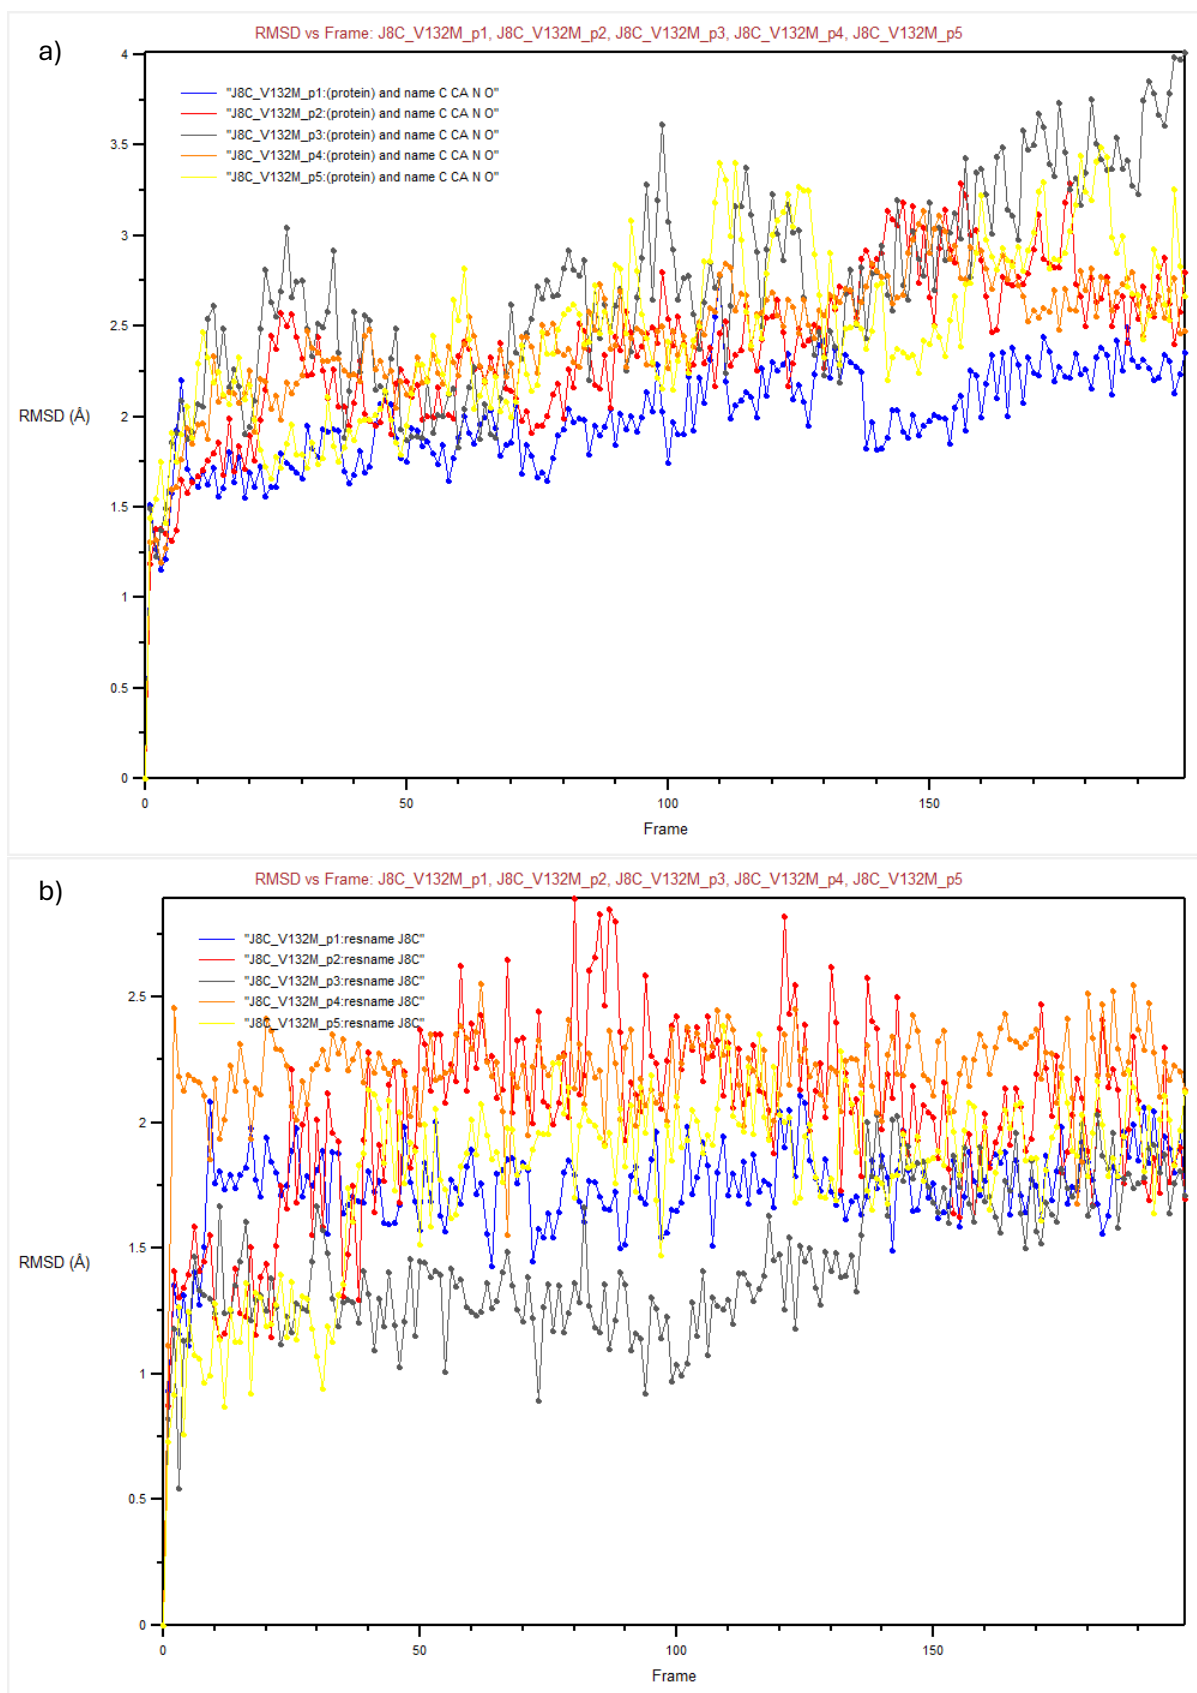 a)
RMSD vs Frame: J8C_V132M_p1, J8C_V132M_p2, J8C_V132M_p3, J8C_V132M_p4, J8C_V132M_p5
4
"J8C_V132M_p1:(protein) and name C CA N O"
"J8C_V132M_p2:(protein) and name C CA N O"
"J8C_V132M_p3:(protein) and name C CA N O"
"J8C_V132M_p4:(protein) and name C CA N O"
"J8C_V132M_p5:(protein) and name C CA N O"
3.5
3
2.5
RMSD (Å)
2
1.5
1
0.5
0
0 50 100 150
Frame
b)
RMSD vs Frame: J8C_V132M_p1, J8C_V132M_p2, J8C_V132M_p3, J8C_V132M_p4, J8C_V132M_p5
"J8C_V132M_p1:resname J8C"
"J8C_V132M_p2:resname J8C"
"J8C_V132M_p3:resname J8C"
"J8C_V132M_p4:resname J8C"
"J8C_V132M_p5:resname J8C"
2.5
2
1.5
RMSD (Å)
1
0.5
0
0 50 100 150
Frame